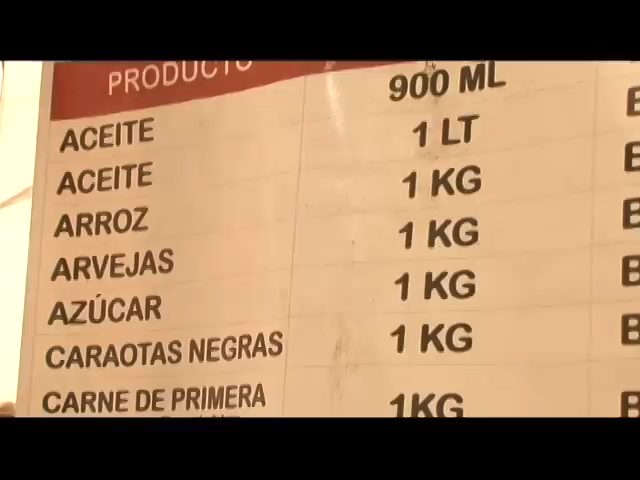 PRODUCTO
ACEITE 900 ML
ACEITE 1 LT B
ARROZ 1 KG B
ARVEJAS 1 KG B
AZÚCAR 1 KG B
CARAOTAS NEGRAS 1 KG B
CARNE DE PRIMERA 1KG B